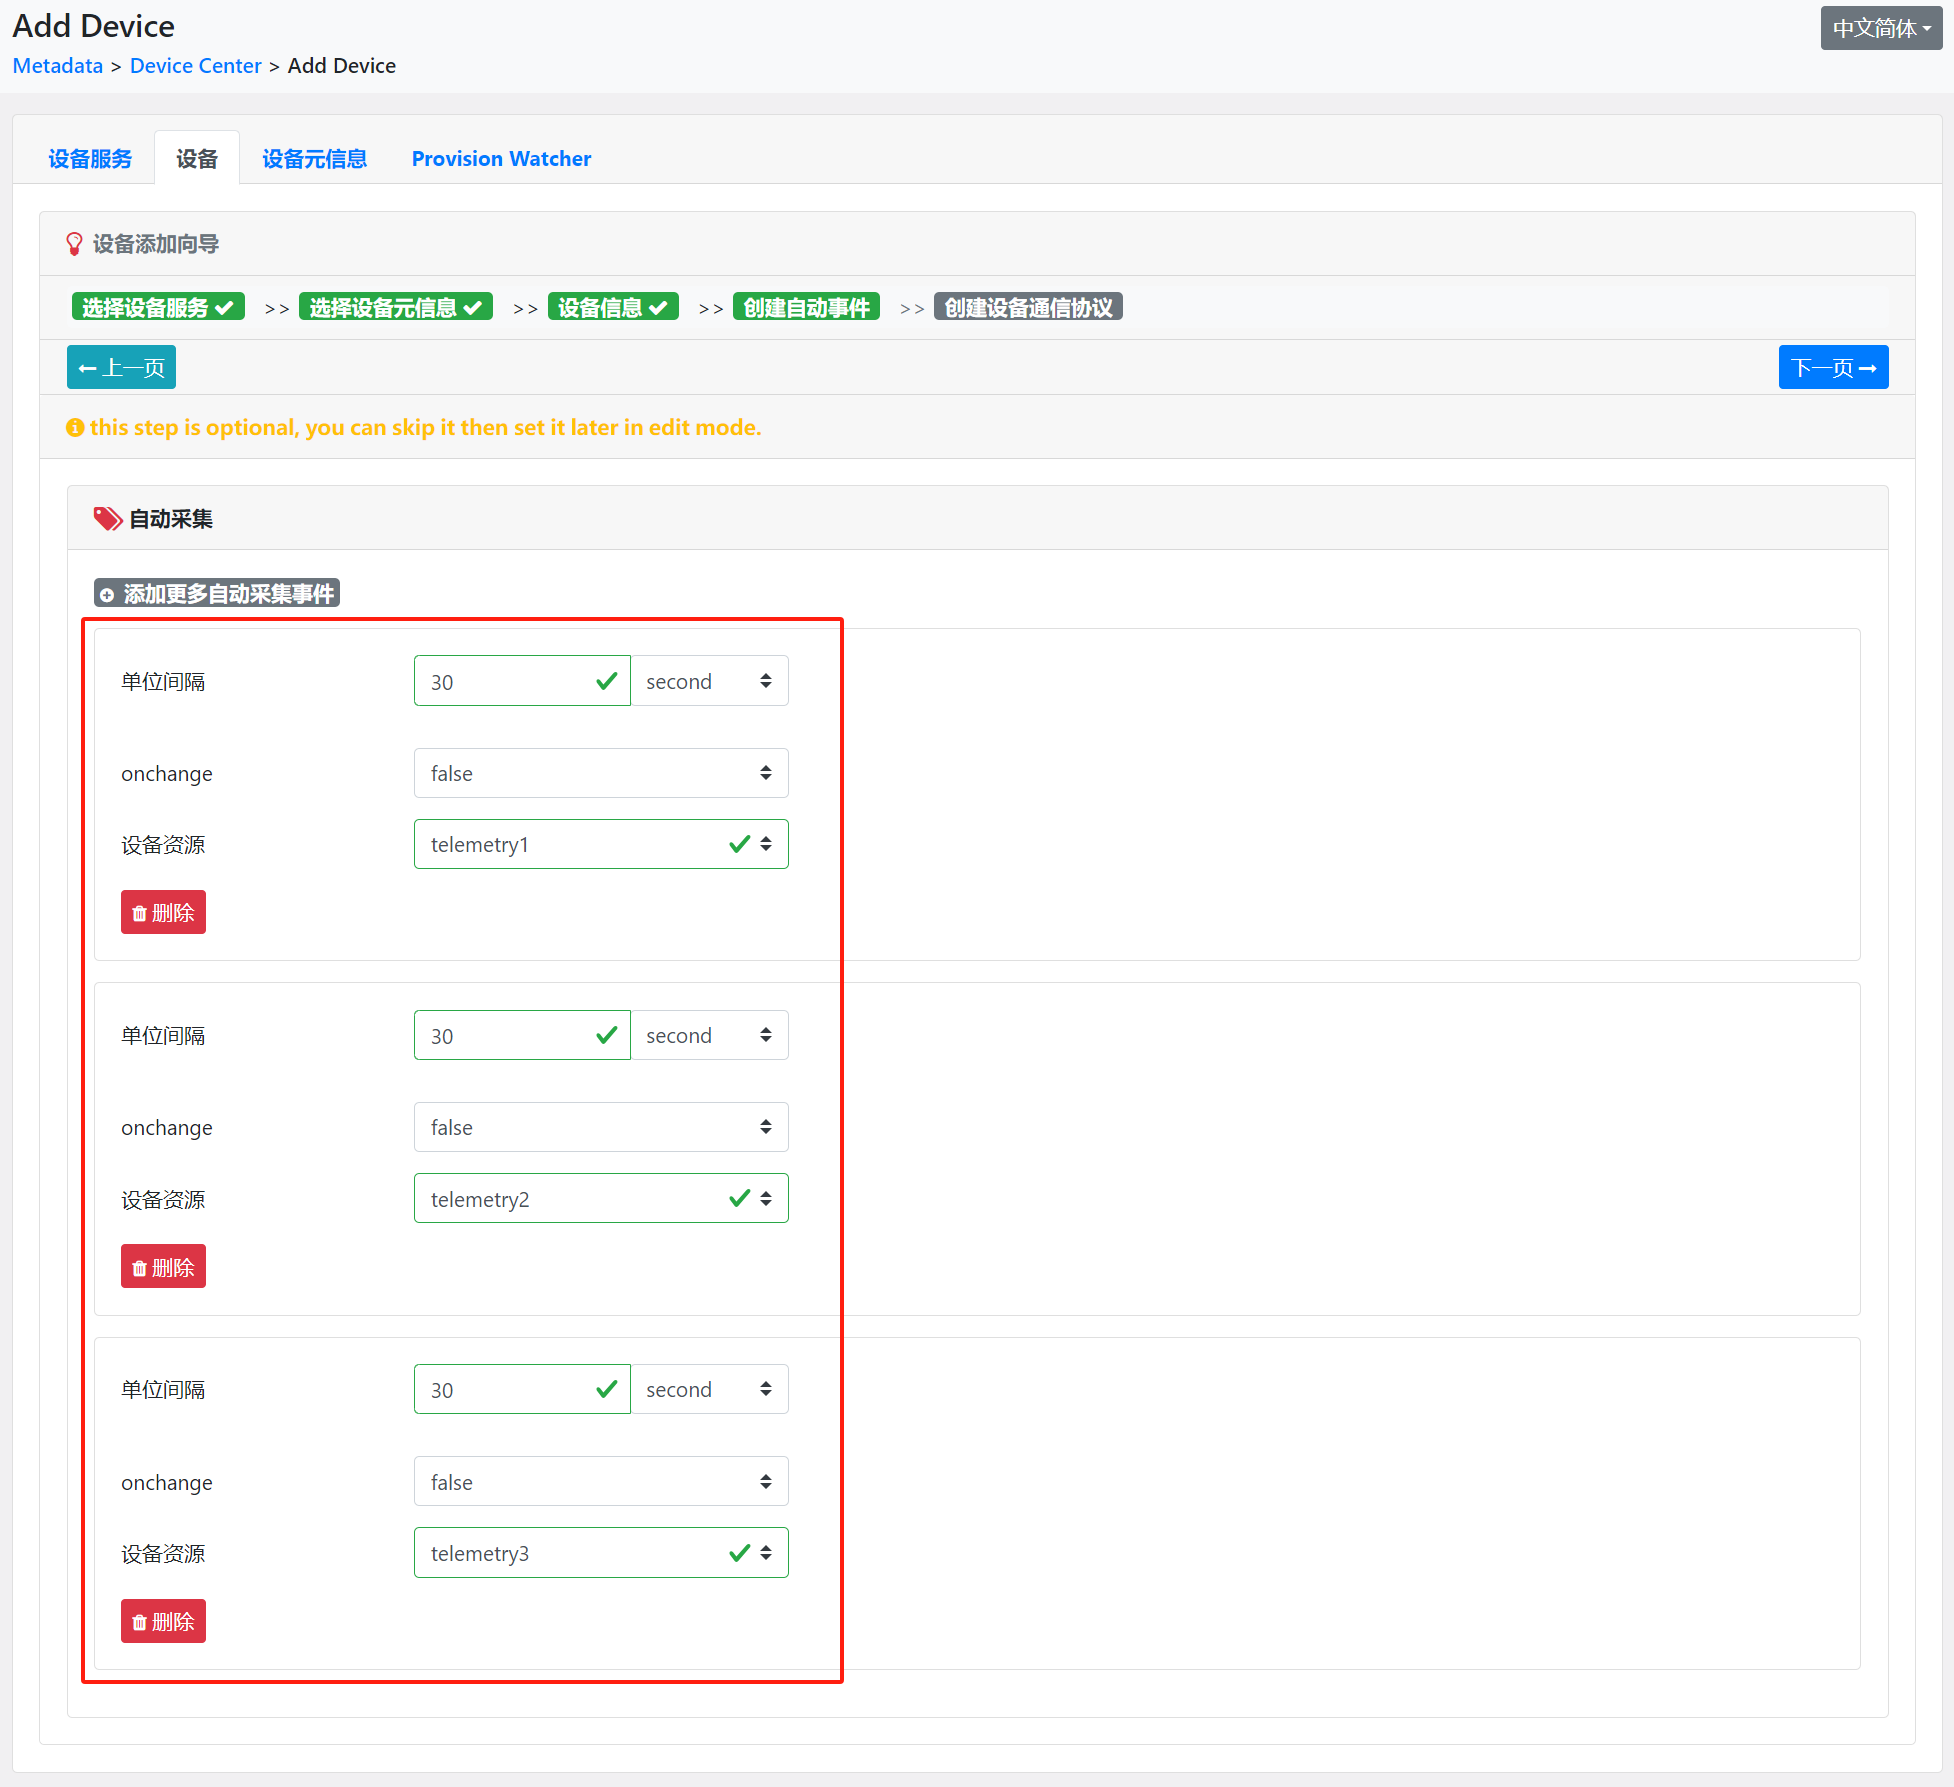 Add Device
中文简体
Metadata > Device Center > Add Device
设备服务 设备 设备元信息 Provision Watcher
设备添加向导
选择设备服务 >> 选择设备元信息 >> 设备信息 >> 创建自动事件 >> 创建设备通信协议
上一页 下一页
this step is optional, you can skip it then set it later in edit mode.
自动采集
添加更多自动采集事件
单位间隔 30 second
onchange false
设备资源 telemetry1
删除
单位间隔 30 second
onchange false
设备资源 telemetry2
删除
单位间隔 30 second
onchange false
设备资源 telemetry3
删除